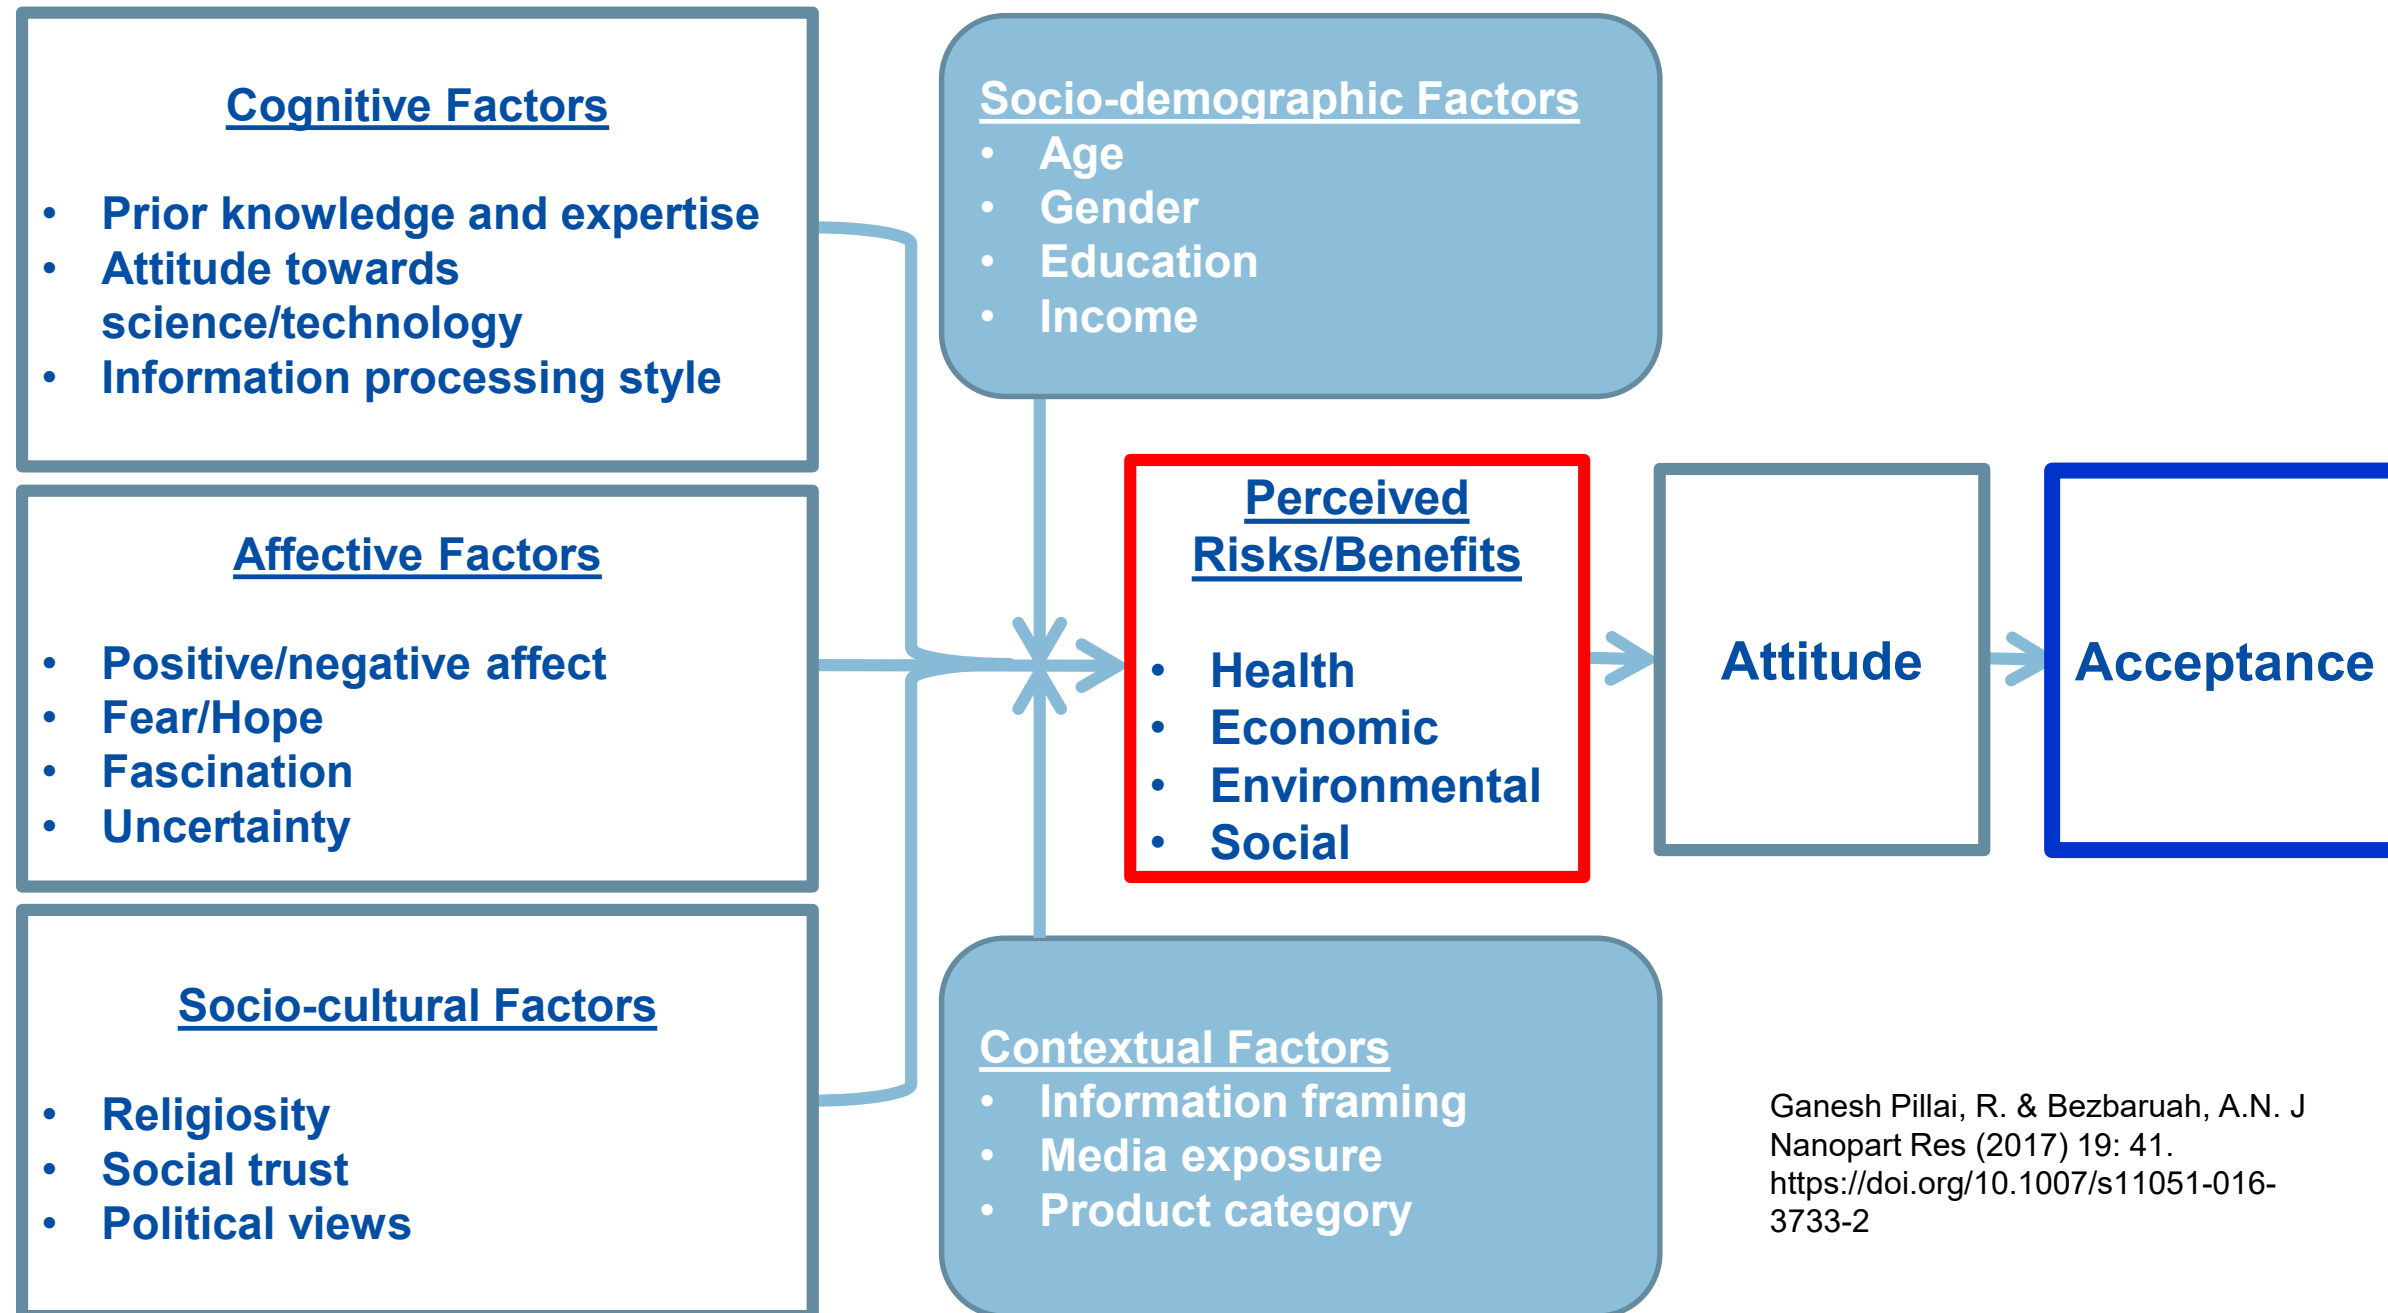 Cognitive Factors
• Prior knowledge and expertise
• Attitude towards
science/technology
• Information processing style
Affective Factors
• Positive/negative affect
• Fear/Hope
• Fascination
• Uncertainty
Socio-cultural Factors
• Religiosity
• Social trust
• Political views
Socio-demographic Factors
• Age
• Gender
• Education
• Income
Perceived
Risks/Benefits
• Health
• Economic
• Environmental
• Social
Contextual Factors
• Information framing
• Media exposure
• Product category
Attitude
Acceptance
Ganesh Pillai, R. & Bezbaruah, A.N. J
Nanopart Res (2017) 19: 41.
https://doi.org/10.1007/s11051-016-
3733-2